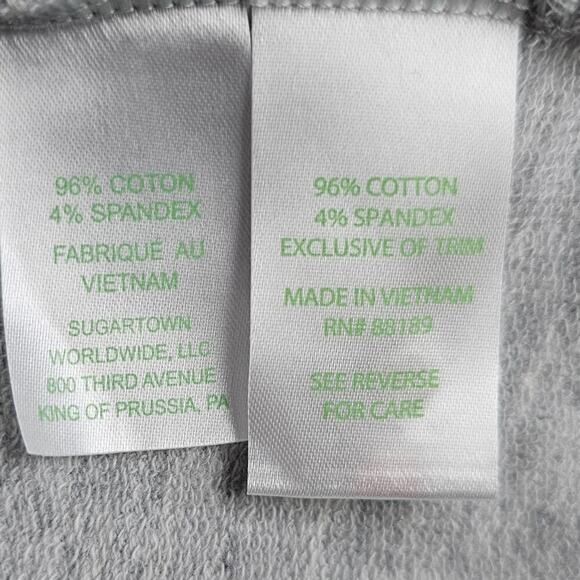 96% COTON
4% SPANDEX
FABRIQUÉ AU
VIETNAM
SUGARTOWN
WORLDWIDE, LLC
800 THIRD AVENUE
KING OF PRUSSIA, PA
96% COTTON
4% SPANDEX
EXCLUSIVE OF TRIM
MADE IN VIETNAM
RN# 88189
SEE REVERSE
FOR CARE